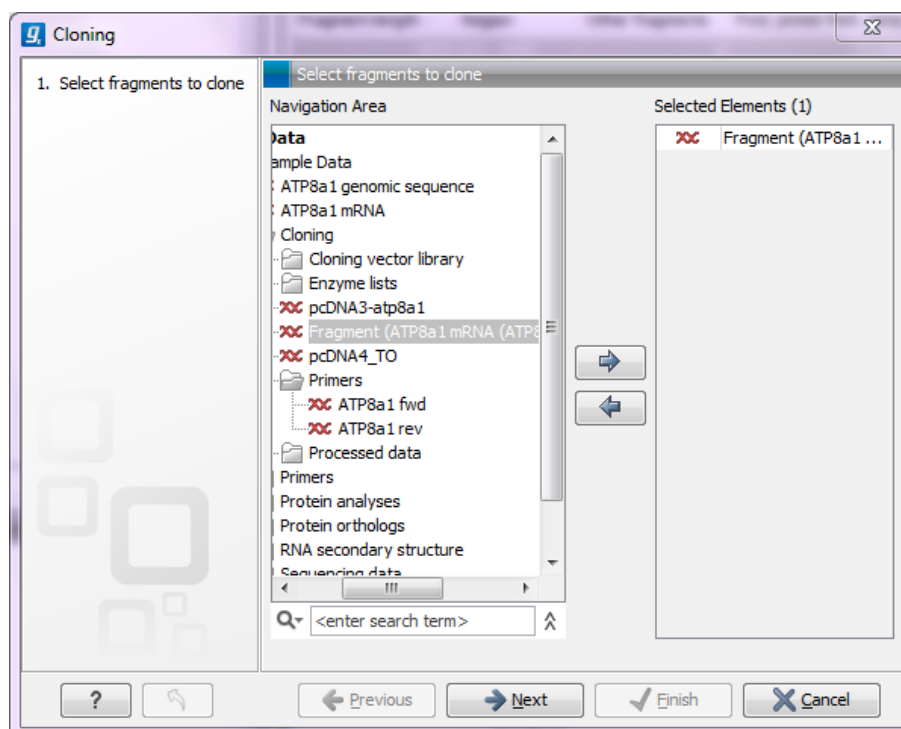 Cloning
1. Select fragments to clone
Select fragments to clone
Navigation Area
Data
ample Data
ATP8a1 genomic sequence
ATP8a1 mRNA
Cloning
Cloning vector library
Enzyme lists
pcDNA3-atp8a1
Fragment (ATP8a1 mRNA (ATP8
pcDNA4_TO
Primers
ATP8a1 fwd
ATP8a1 rev
Processed data
Primers
Protein analyses
Protein orthologs
RNA secondary structure
Sequencing data
<enter search term>
Selected Elements (1)
Fragment (ATP8a1 ...
?
Previous
Next
Finish
Cancel